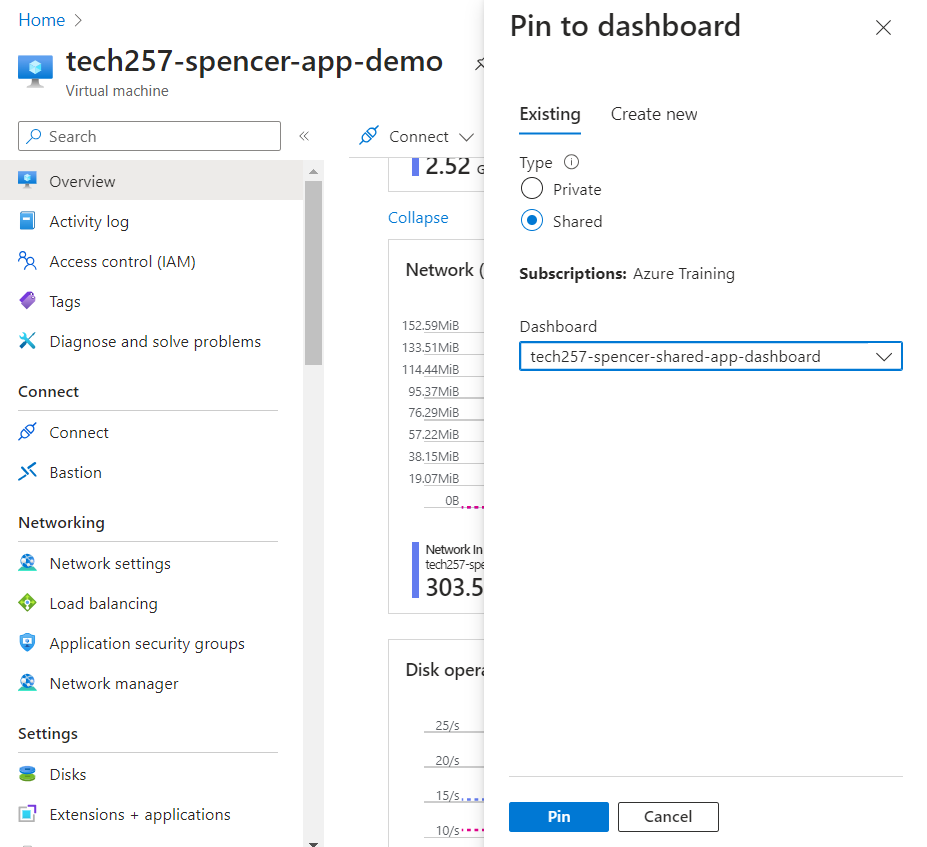 Home
tech257-spencer-app-demo
Virtual machine
Search
Overview
Activity log
Access control (IAM)
Tags
Diagnose and solve problems
Connect
Connect
Bastion
Networking
Network settings
Load balancing
Application security groups
Network manager
Settings
Disks
Extensions + applications
Connect
2.52 G
Collapse
Network (
152.59MiB
133.51MiB
114.44MiB
95.37MiB
76.29MiB
57.22MiB
38.15MiB
19.07MiB
0B
Network In
tech257-spe
303.5
Disk opera
25/s
20/s
15/s
10/s
Pin to dashboard
Existing Create new
Type
Private
Shared
Subscriptions: Azure Training
Dashboard
tech257-spencer-shared-app-dashboard
Pin Cancel